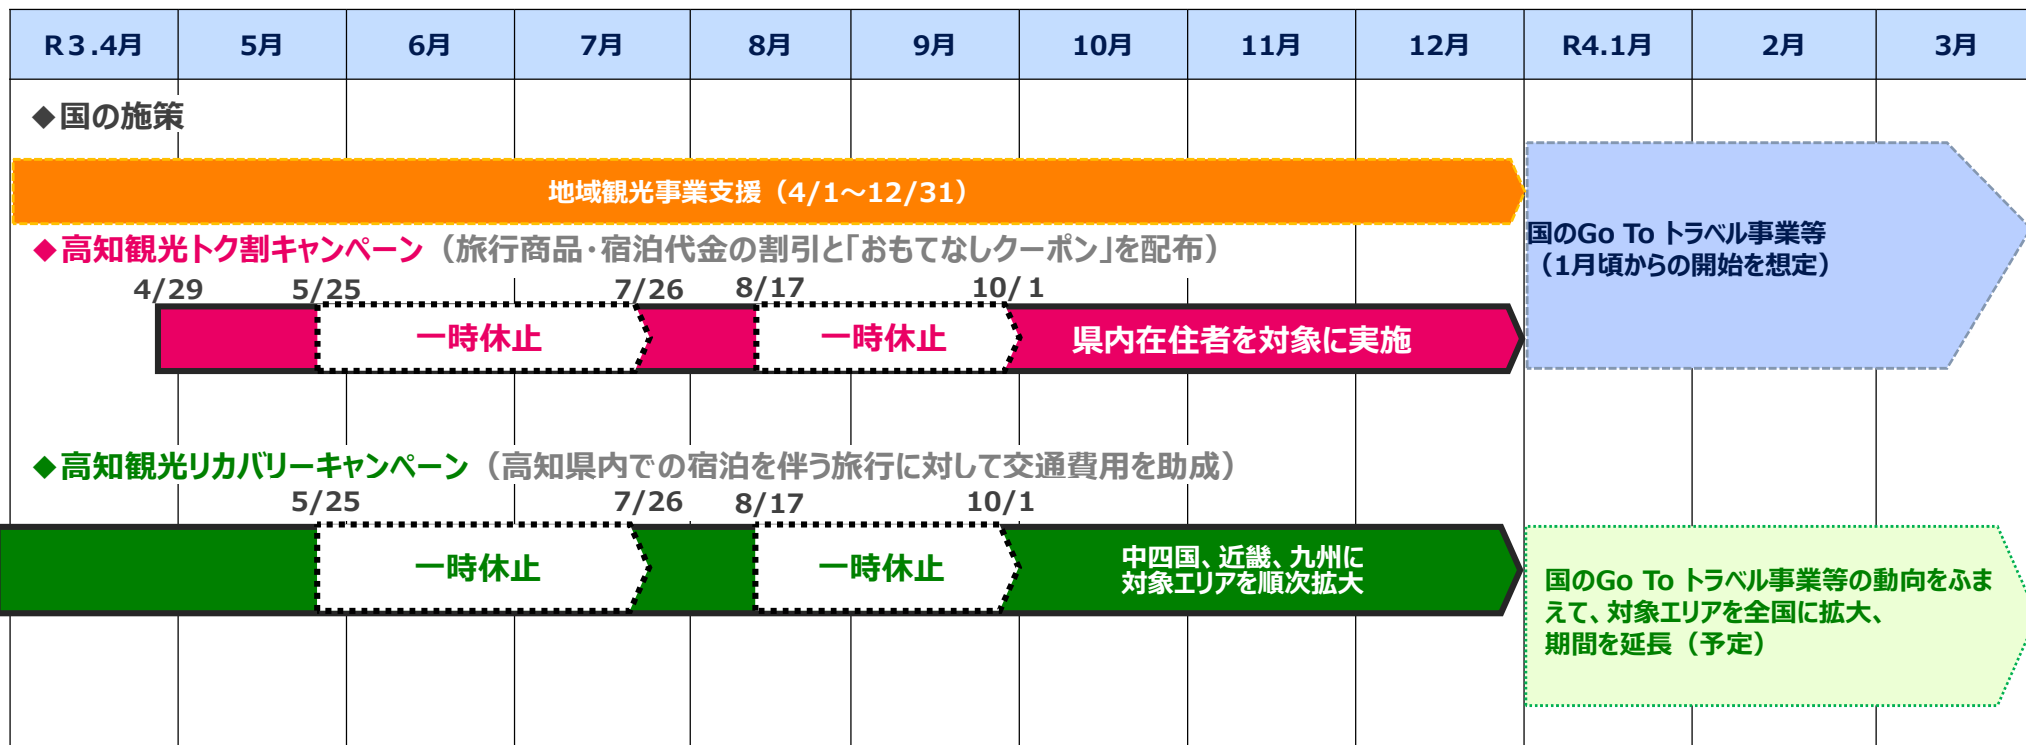 R３.4月 5月 6月 7月 8月 9月 10月 11月 12月 R4.1月 2月 3月
◆国の施策
地域観光事業支援（4/1～12/31）
国のGo To トラベル事業等
（1月頃からの開始を想定）
◆高知観光トク割キャンペーン（旅行商品・宿泊代金の割引と「おもてなしクーポン」を配布）
4/29 5/25 7/26 8/17 10/1
一時休止 一時休止 県内在住者を対象に実施
◆高知観光リカバリーキャンペーン（高知県内での宿泊を伴う旅行に対して交通費用を助成）
5/25 7/26 8/17 10/1
一時休止 一時休止
中四国、近畿、九州に
対象エリアを順次拡大
国のGo To トラベル事業等の動向をふま
えて、対象エリアを全国に拡大、
期間を延長（予定）